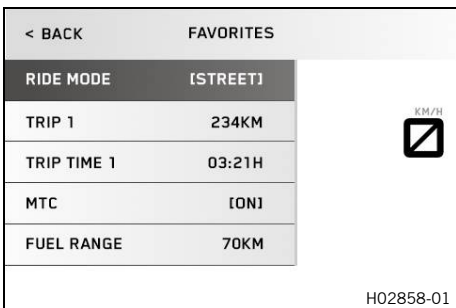 < BACK FAVORITES
RIDE MODE [STREET]
KM/H
TRIP 1 234KM
0
TRIP TIME 1 03:21H
MTC [ON]
FUEL RANGE 70KM
H02858-01